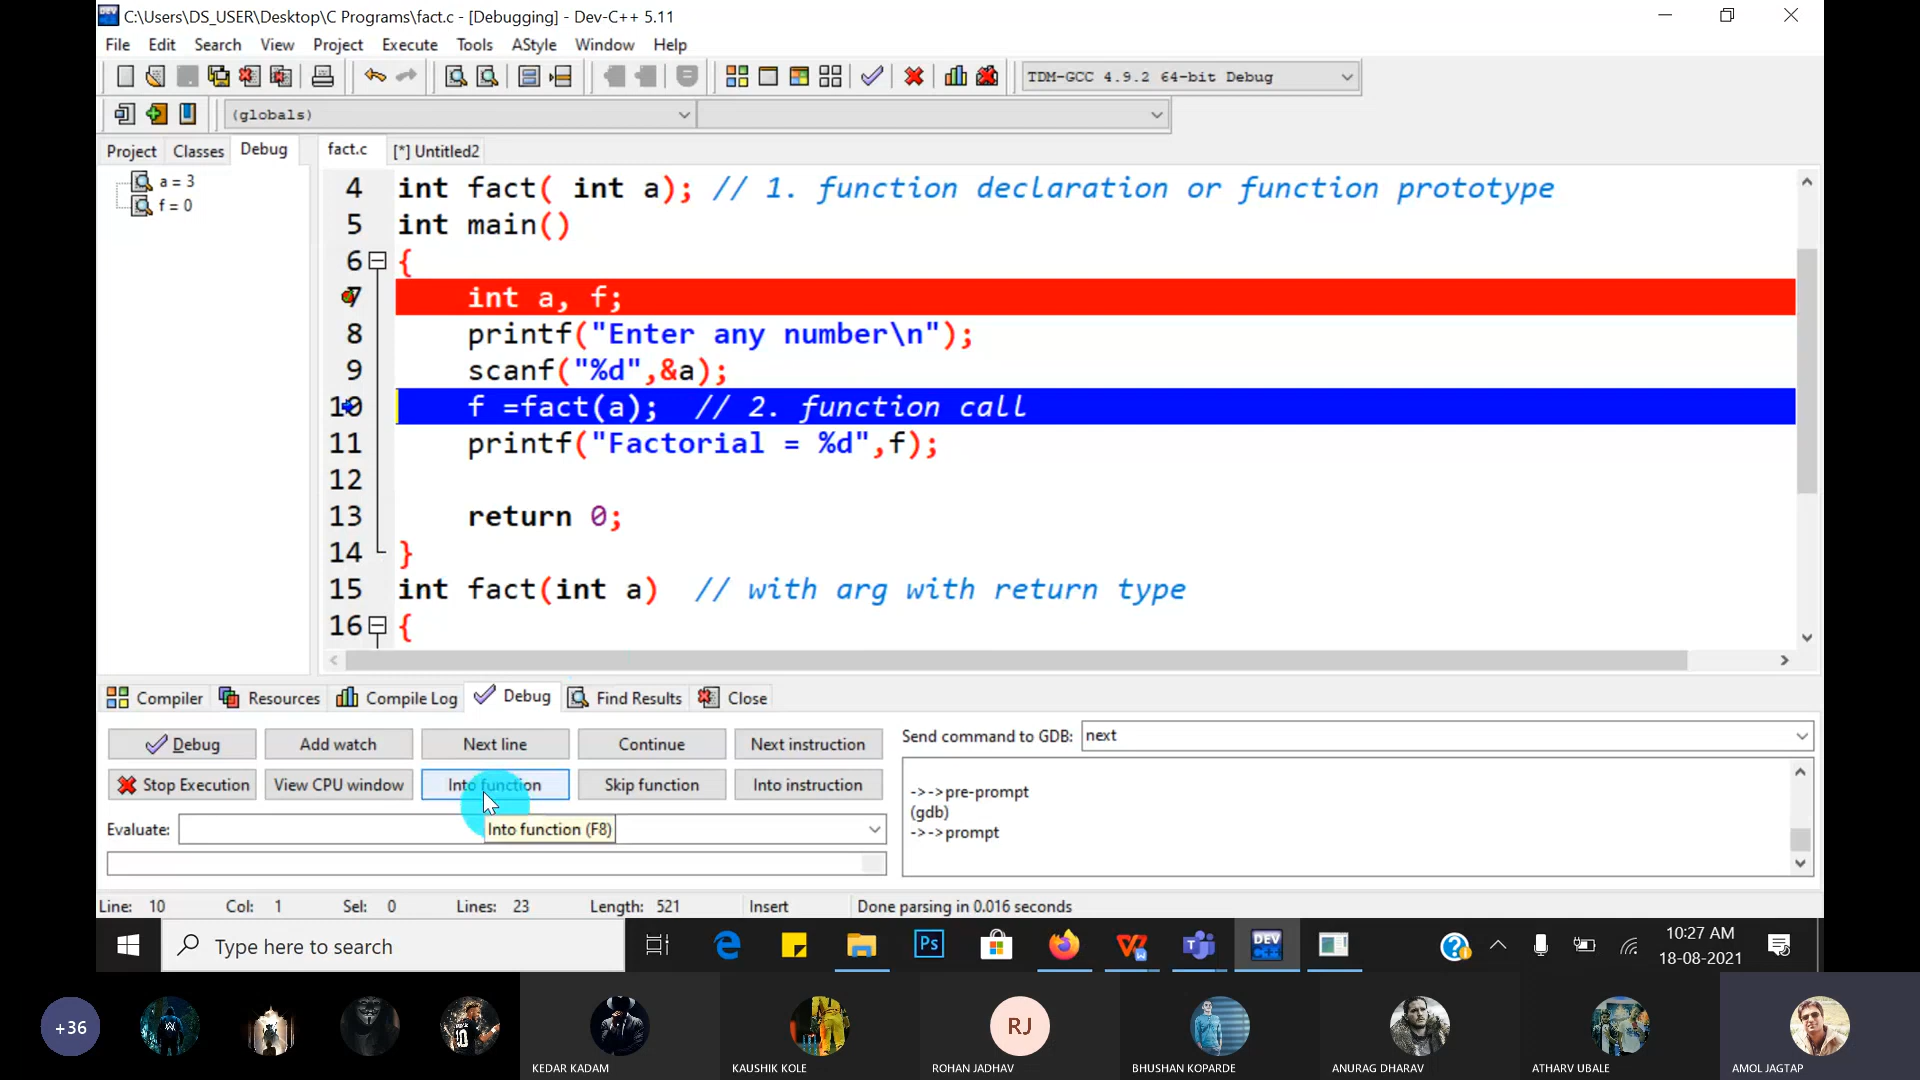 C:\Users\DS_USER\Desktop\C Programs\fact.c - [Debugging] - Dev-C++ 5.11
File Edit Search View Project Execute Tools AStyle Window Help
TDM-GCC 4.9.2 64-bit Debug
(globals)
Project Classes Debug
fact.c [*] Untitled2
a = 3
f = 0
4 int fact( int a); // 1. function declaration or function prototype
5 int main()
6 {
7 int a, f;
8 printf("Enter any number\n");
9 scanf("%d",&a);
10 f =fact(a); // 2. function call
11 printf("Factorial = %d",f);
12
13 return 0;
14 }
15 int fact(int a) // with arg with return type
16 {
Compiler Resources Compile Log Debug Find Results Close
Debug Add watch Next line Continue Next instruction
Stop Execution View CPU window Into function Skip function Into instruction
Evaluate:
Into function (F8)
Send command to GDB: next
->->pre-prompt
(gdb)
->->prompt
Line: 10 Col: 1 Sel: 0 Lines: 23 Length: 521 Insert Done parsing in 0.016 seconds
Type here to search
Ps
DEV
C++
10:27 AM
18-08-2021
+36
10
RJ
KEDAR KADAM
KAUSHIK KOLE
ROHAN JADHAV
BHUSHAN KOPARDE
ANURAG DHARAV
ATHARV UBALE
AMOL JAGTAP